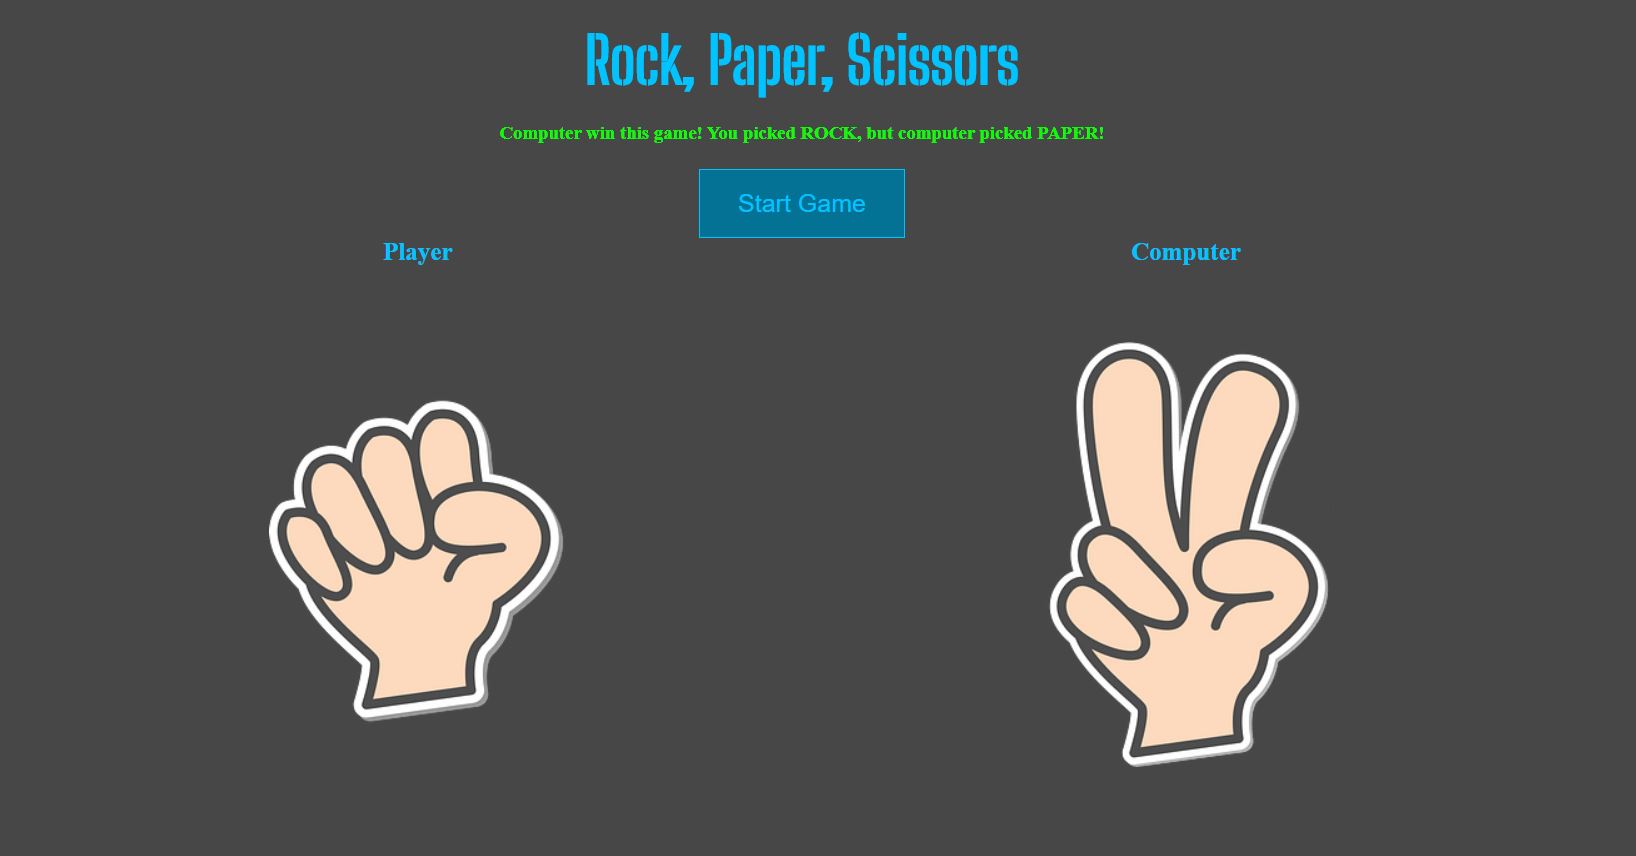 Rock, Paper, Scissors
Computer win this game! You picked ROCK, but computer picked PAPER!
Start Game
Player
Computer